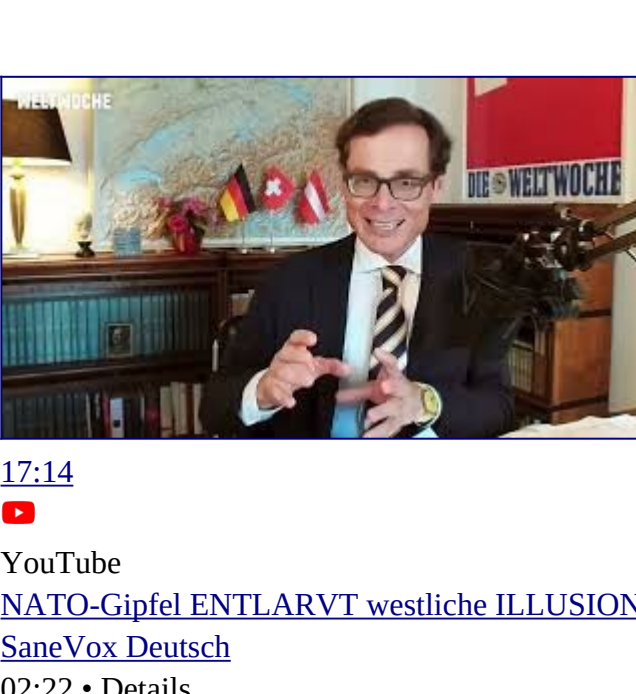 WELTWOCHE
DIE WELTWOCHE
17:14
YouTube
NATO-Gipfel ENTLARVT westliche ILLUSION
SaneVox Deutsch
02:22 • Details